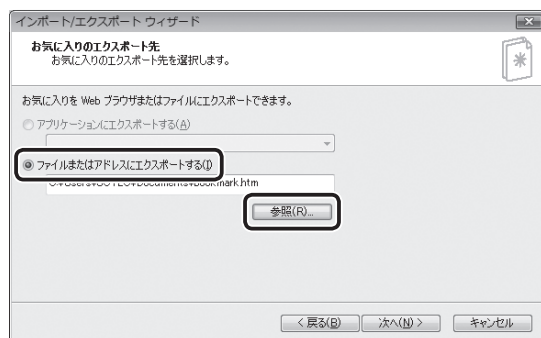 インポート/エクスポート ウィザード
お気に入りのエクスポート先
お気に入りのエクスポート先を選択します。
お気に入りを Web ブラウザまたはファイルにエクスポートできます。
アプリケーションにエクスポートする(A)
ファイルまたはアドレスにエクスポートする(I)
C:¥Users¥SOTEC¥Documents¥bookmark.htm
参照(R)...
< 戻る(B) 次へ(N) > キャンセル